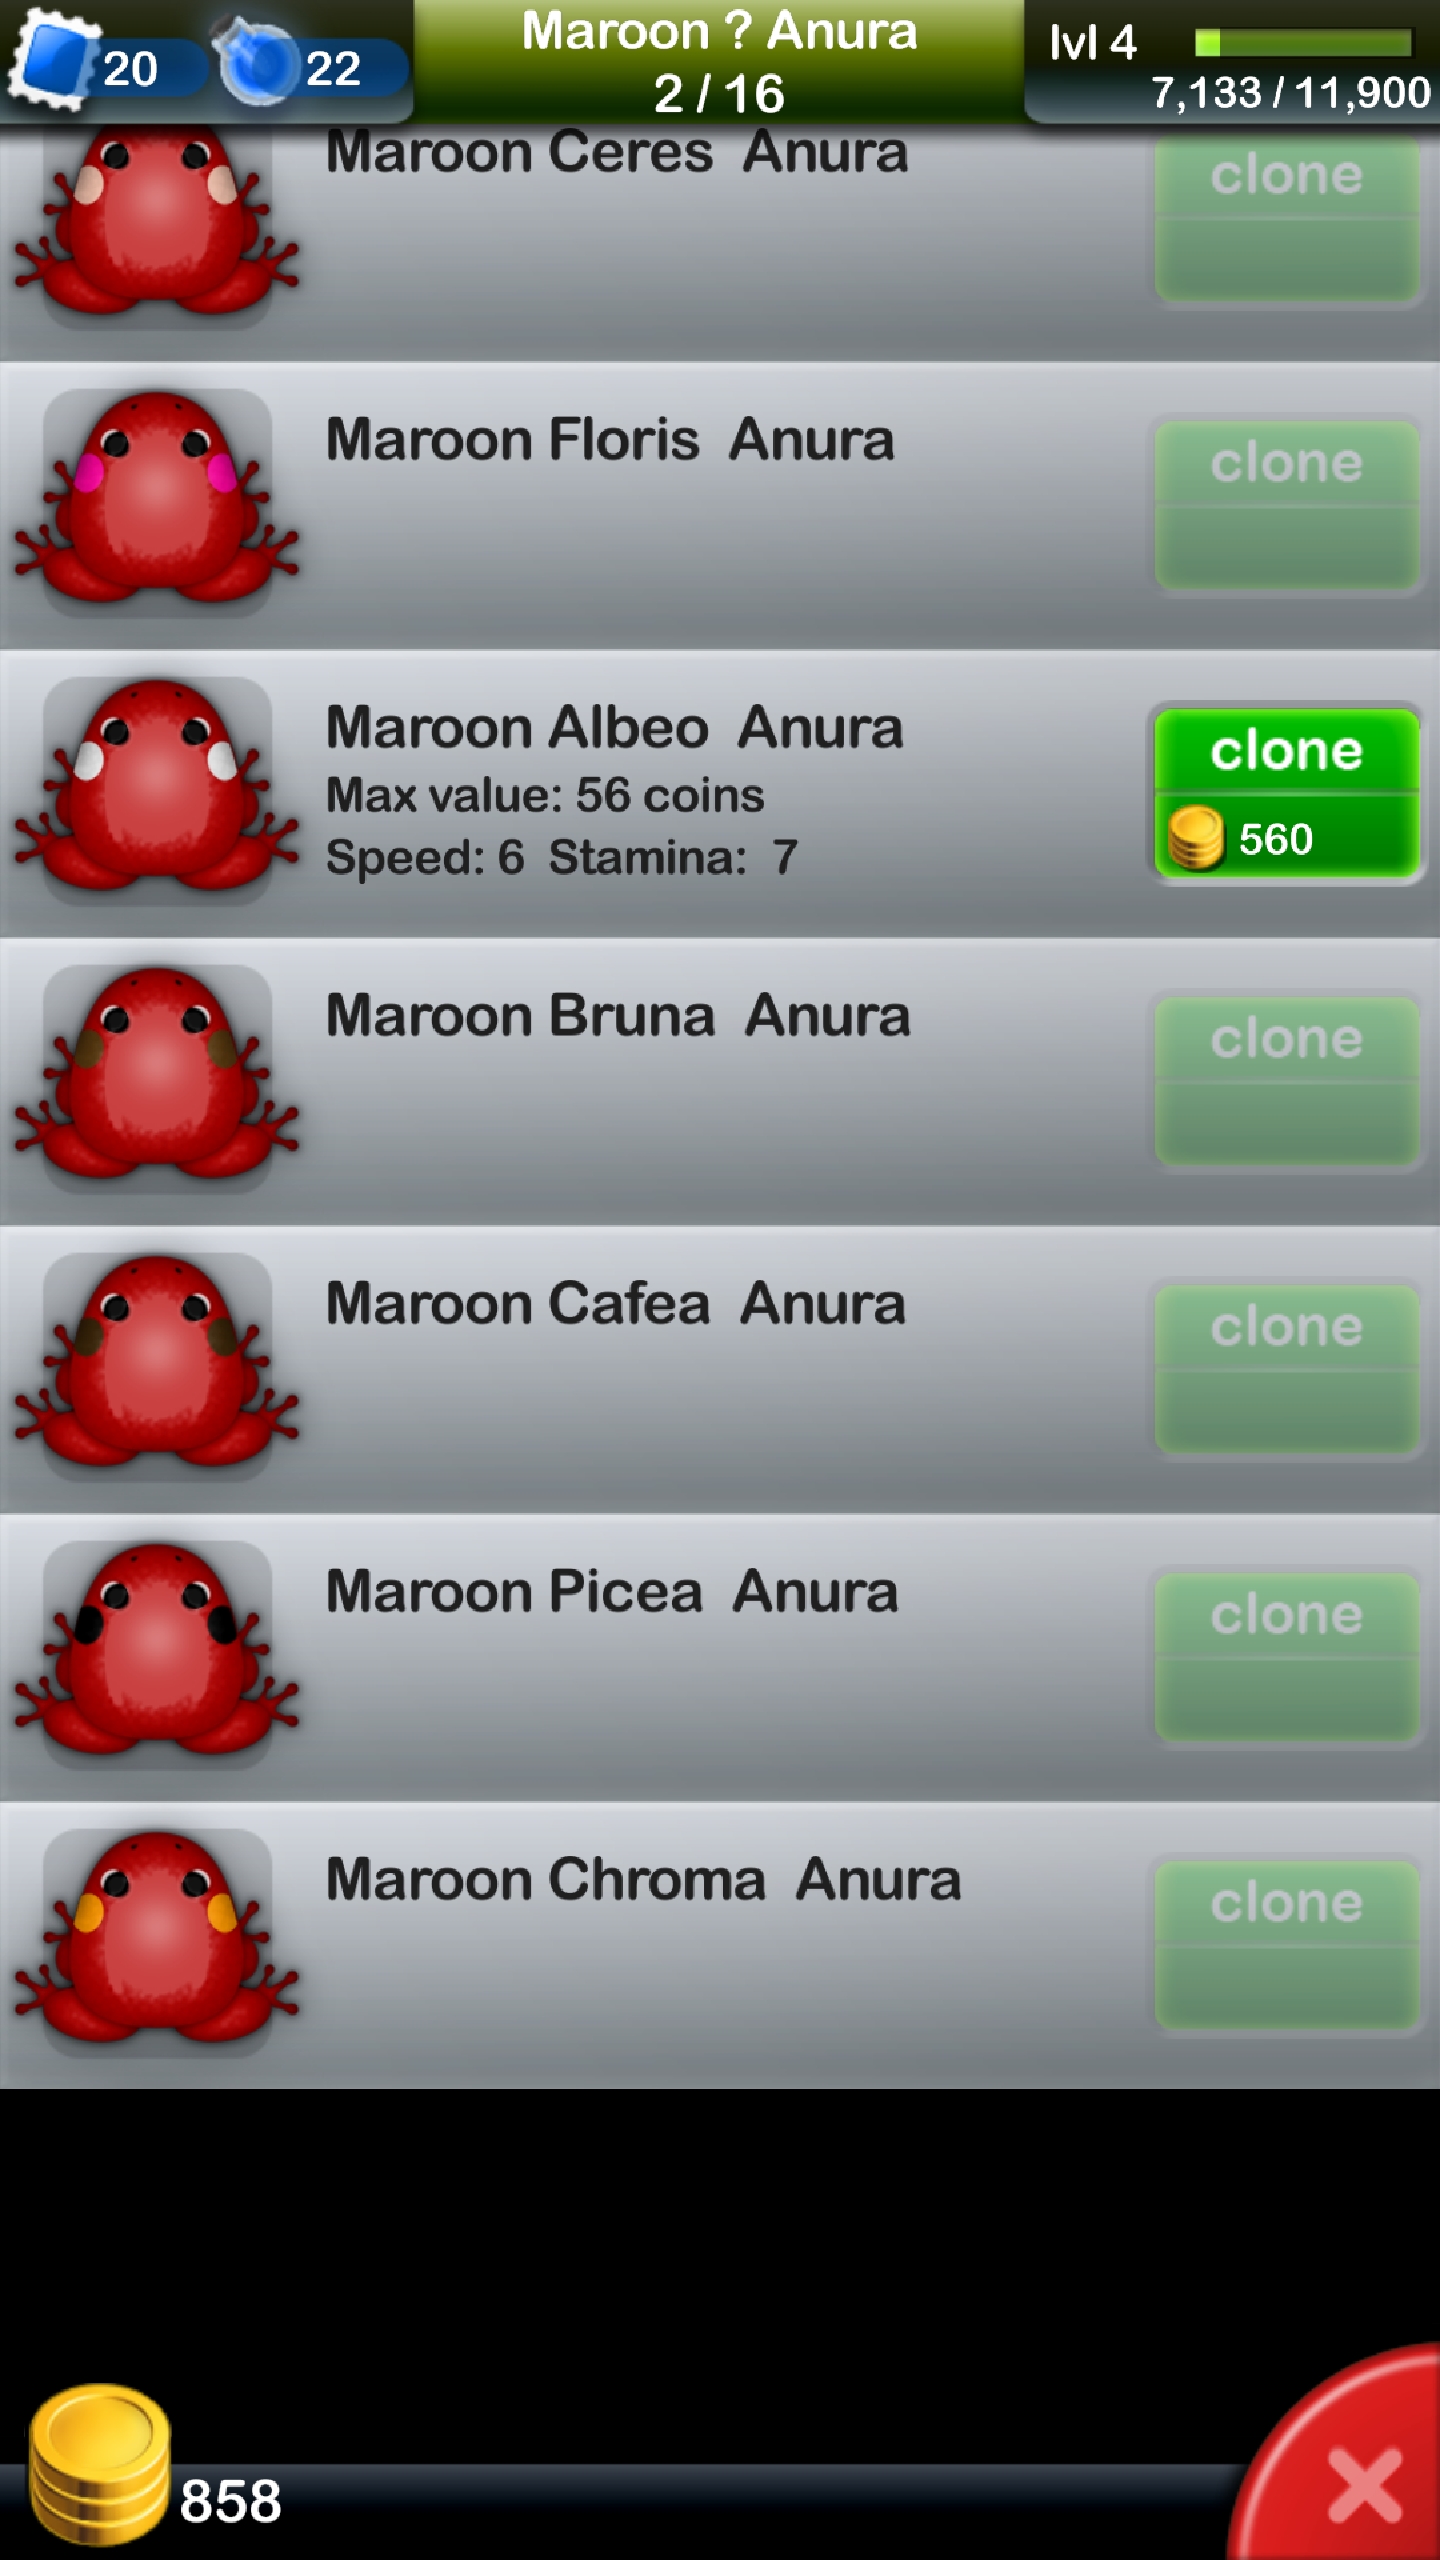 20
22
Maroon ? Anura
2 / 16
lvl 4
7,133 / 11,900
Maroon Ceres Anura
clone
Maroon Floris Anura
clone
Maroon Albeo Anura
Max value: 56 coins
Speed: 6 Stamina: 7
clone
560
Maroon Bruna Anura
clone
Maroon Cafea Anura
clone
Maroon Picea Anura
clone
Maroon Chroma Anura
clone
858